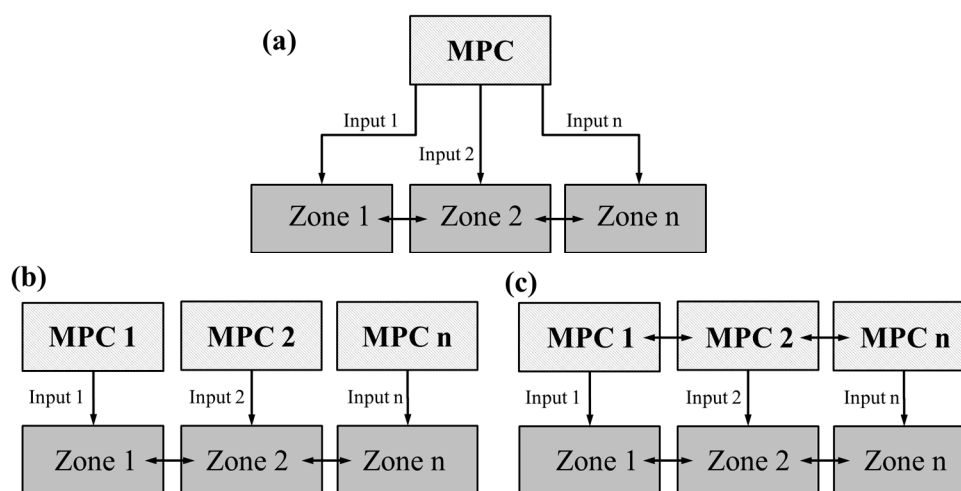 (a)
MPC
Input 1
Input 2
Input n
Zone 1
Zone 2
Zone n
(b)
MPC 1
MPC 2
MPC n
Input 1
Input 2
Input n
Zone 1
Zone 2
Zone n
(c)
MPC 1
MPC 2
MPC n
Input 1
Input 2
Input n
Zone 1
Zone 2
Zone n